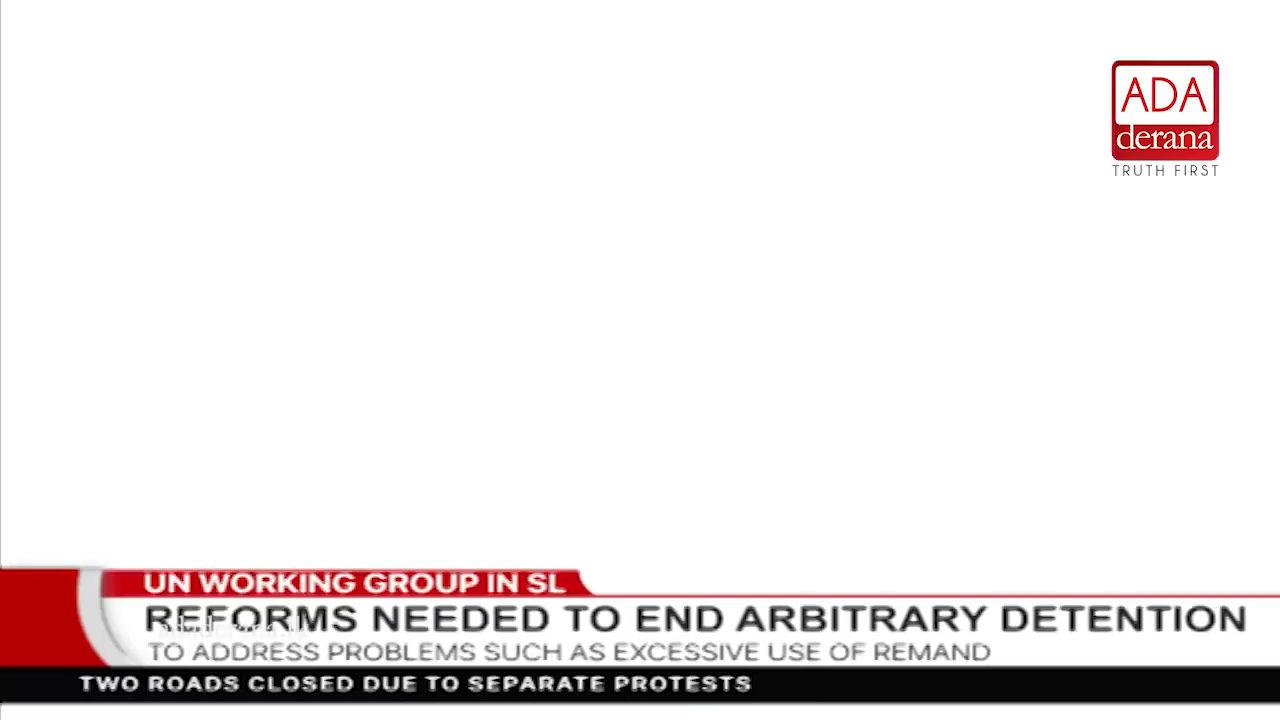 ADA
derana
TRUTH FIRST
UN WORKING GROUP IN SL
REFORMS NEEDED TO END ARBITRARY DETENTION
TO ADDRESS PROBLEMS SUCH AS EXCESSIVE USE OF REMAND
TWO ROADS CLOSED DUE TO SEPARATE PROTESTS